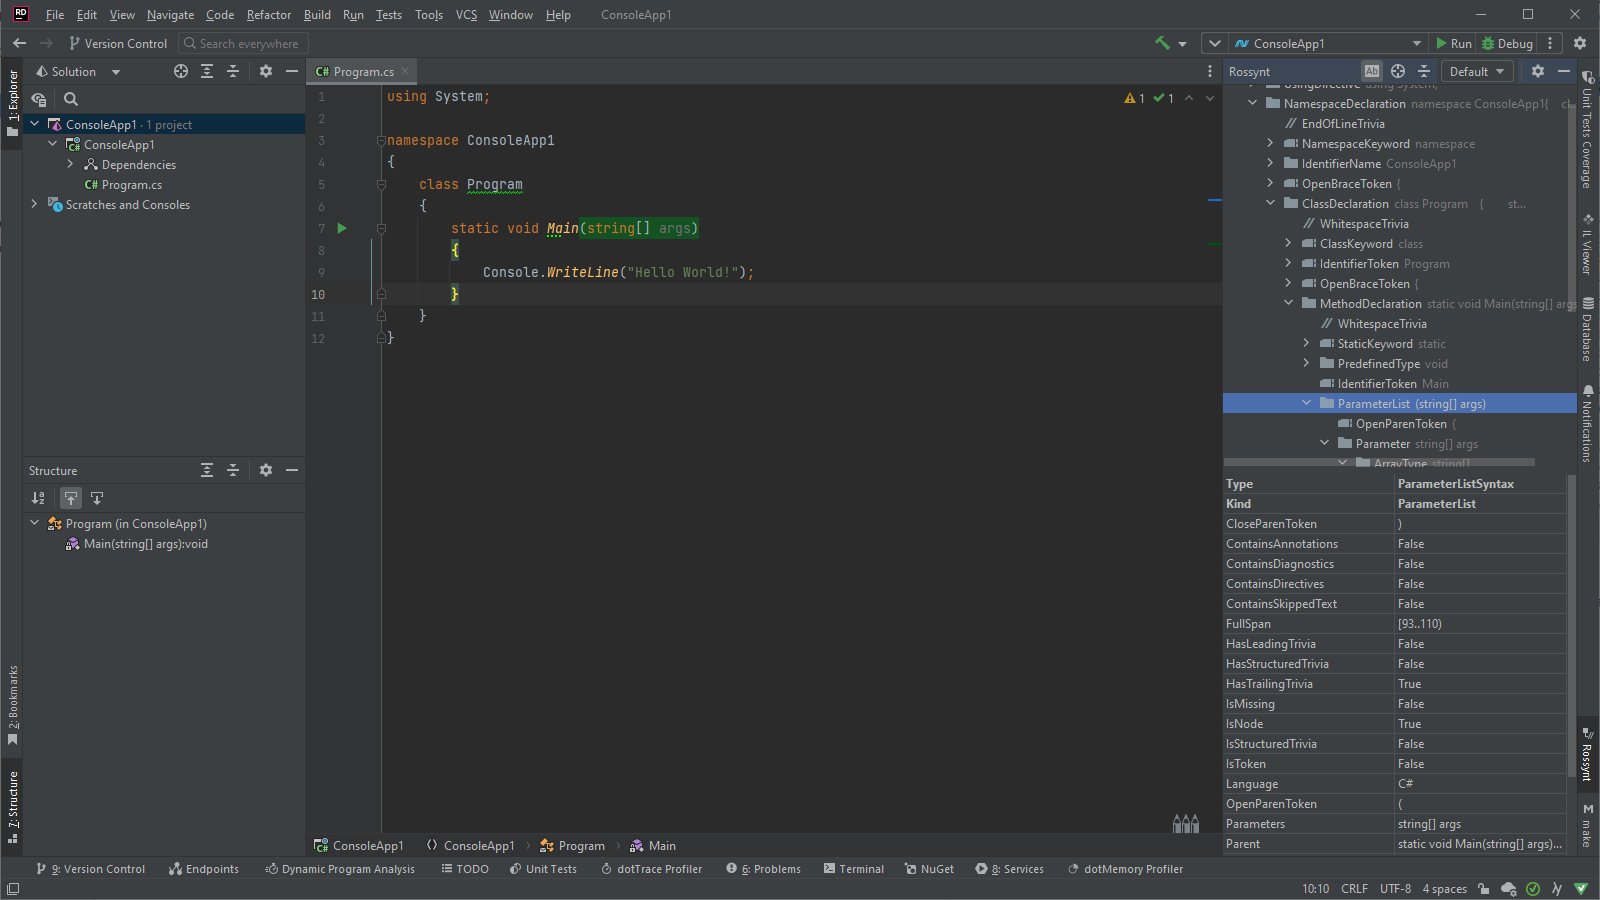 RD File Edit View Navigate Code Refactor Build Run Tests Tools VCS Window Help ConsoleApp1
Version Control Search everywhere ConsoleApp1 Run Debug
1: Explorer
2: Bookmarks
7: Structure
Solution
ConsoleApp1 · 1 project
ConsoleApp1
Dependencies
C# Program.cs
Scratches and Consoles
Structure
Program (in ConsoleApp1)
Main(string[] args):void
C# Program.cs
1 using System;
2
3 namespace ConsoleApp1
4 {
5 class Program
6 {
7 static void Main(string[] args)
8 {
9 Console.WriteLine("Hello World!");
10 }
11 }
12 }
1 1
Rossynt Ab Default
UsingDirective using System;
NamespaceDeclaration namespace ConsoleApp1{ cl
EndOfLineTrivia
NamespaceKeyword namespace
IdentifierName ConsoleApp1
OpenBraceToken {
ClassDeclaration class Program { st...
WhitespaceTrivia
ClassKeyword class
IdentifierToken Program
OpenBraceToken {
MethodDeclaration static void Main(string[] args
WhitespaceTrivia
StaticKeyword static
PredefinedType void
IdentifierToken Main
ParameterList (string[] args)
OpenParenToken (
Parameter string[] args
ArrayType string[]
Type ParameterListSyntax
Kind ParameterList
CloseParenToken )
ContainsAnnotations False
ContainsDiagnostics False
ContainsDirectives False
ContainsSkippedText False
FullSpan [93..110)
HasLeadingTrivia False
HasStructuredTrivia False
HasTrailingTrivia True
IsMissing False
IsNode True
IsStructuredTrivia False
IsToken False
Language C#
OpenParenToken (
Parameters string[] args
Parent static void Main(string[] args)...
Unit Tests Coverage
IL Viewer
Database
Notifications
Rossynt
M make
ConsoleApp1 ConsoleApp1 Program Main
9: Version Control Endpoints Dynamic Program Analysis TODO Unit Tests dotTrace Profiler 6: Problems Terminal NuGet 8: Services dotMemory Profiler
10:10 CRLF UTF-8 4 spaces